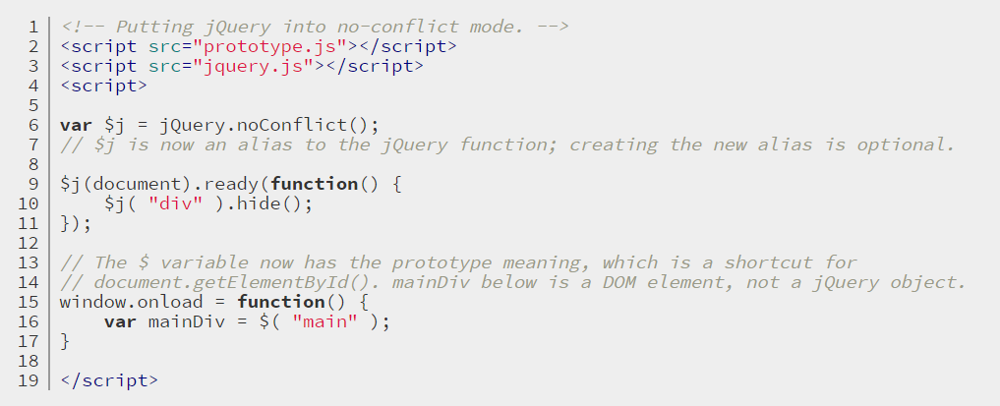 1 <!-- Putting jQuery into no-conflict mode. -->
2 <script src="prototype.js"></script>
3 <script src="jquery.js"></script>
4 <script>
5
6 var $j = jQuery.noConflict();
7 // $j is now an alias to the jQuery function; creating the new alias is optional.
8
9 $j(document).ready(function() {
10     $j( "div" ).hide();
11 });
12
13 // The $ variable now has the prototype meaning, which is a shortcut for
14 // document.getElementById(). mainDiv below is a DOM element, not a jQuery object.
15 window.onload = function() {
16     var mainDiv = $( "main" );
17 }
18
19 </script>